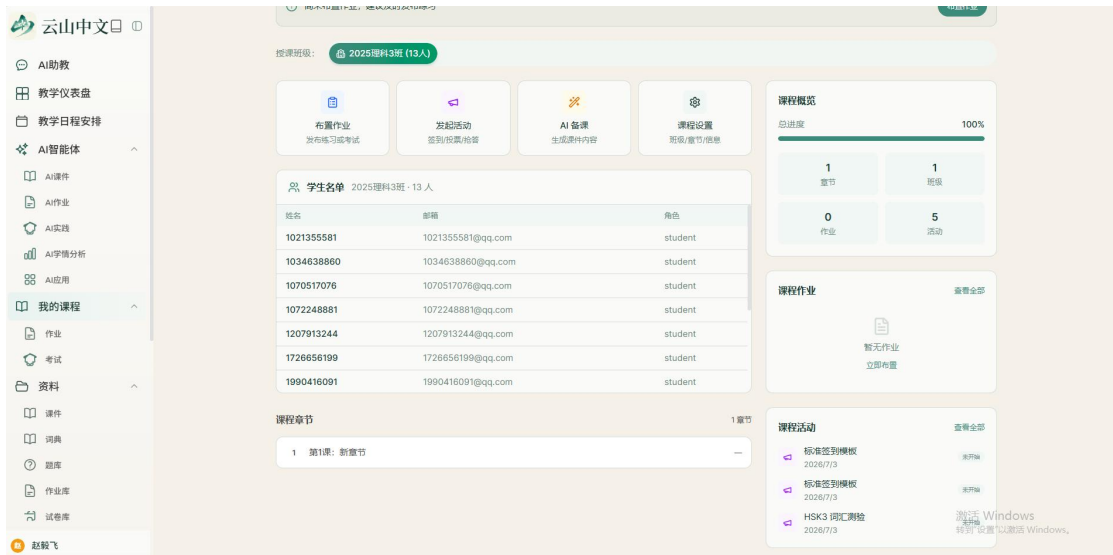 云山中文
AI助教
教学仪表盘
教学日程安排
AI智能体
AI课件
AI作业
AI实践
AI学情分析
AI应用
我的课程
作业
考试
资料
课件
词典
题库
作业库
试卷库
赵毅飞
授课班级：
2025理科3班 (13人)
布置作业
发布练习或考试
发起活动
签到/投票/抢答
AI 备课
生成课件内容
课程设置
班级/章节/信息
学生名单 2025理科3班 · 13 人
姓名 邮箱 角色
1021355581 1021355581@qq.com student
1034638860 1034638860@qq.com student
1070517076 1070517076@qq.com student
1072248881 1072248881@qq.com student
1207913244 1207913244@qq.com student
1726656199 1726656199@qq.com student
1990416091 1990416091@qq.com student
课程章节 1 章节
1 第1课：新章节
课程概览
总进度 100%
1 章节
1 班级
0 作业
5 活动
课程作业 查看全部
暂无作业
立即布置
课程活动 查看全部
标准签到模板
2026/7/3 未开始
标准签到模板
2026/7/3 未开始
HSK3 词汇测验
2026/7/3 未开始
激活 Windows
转到"设置"以激活 Windows。